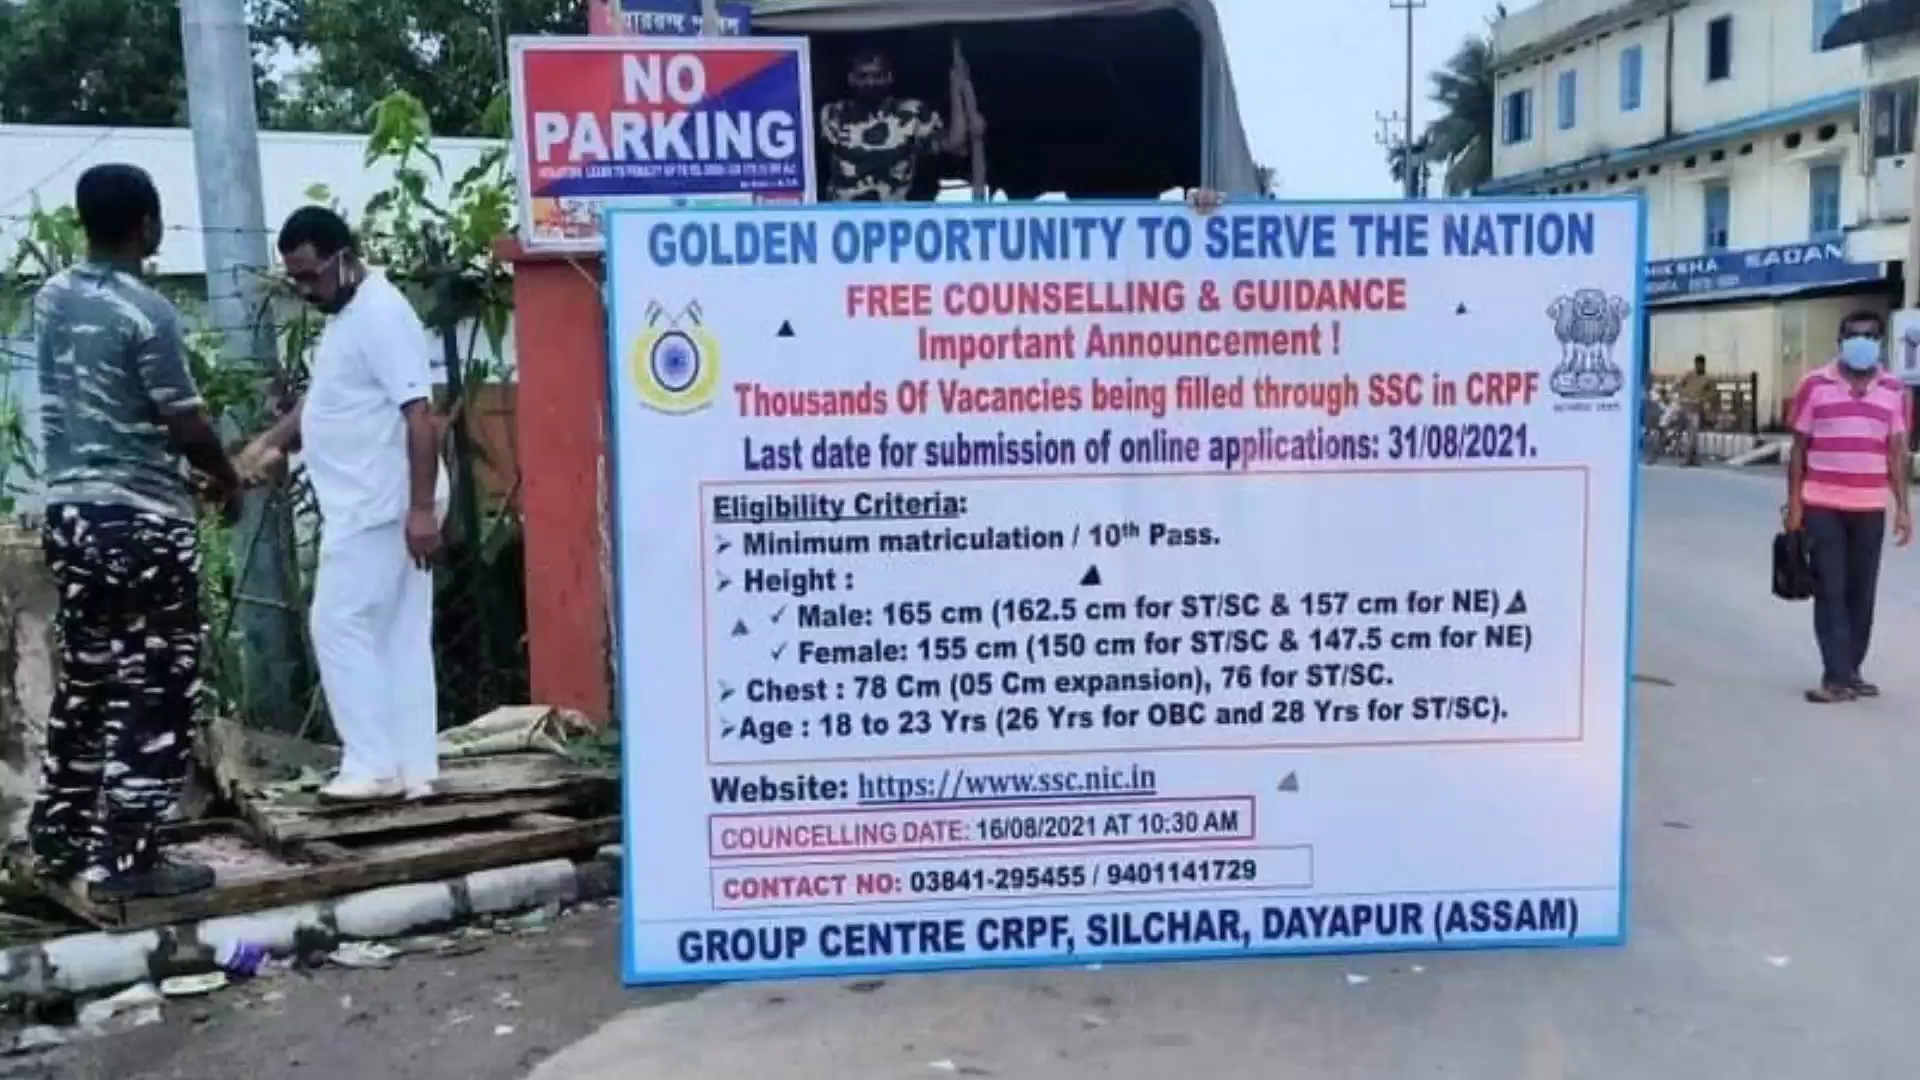 NO
PARKING
GOLDEN OPPORTUNITY TO SERVE THE NATION
FREE COUNSELLING & GUIDANCE
Important Announcement !
Thousands Of Vacancies being filled through SSC in CRPF
Last date for submission of online applications: 31/08/2021.
Eligibility Criteria:
➢ Minimum matriculation / 10th Pass.
➢ Height :
✓ Male: 165 cm (162.5 cm for ST/SC & 157 cm for NE)
✓ Female: 155 cm (150 cm for ST/SC & 147.5 cm for NE)
➢ Chest : 78 Cm (05 Cm expansion), 76 for ST/SC.
➢Age : 18 to 23 Yrs (26 Yrs for OBC and 28 Yrs for ST/SC).
Website: https://www.ssc.nic.in
COUNCELLING DATE: 16/08/2021 AT 10:30 AM
CONTACT NO: 03841-295455 / 9401141729
GROUP CENTRE CRPF, SILCHAR, DAYAPUR (ASSAM)
SADAN